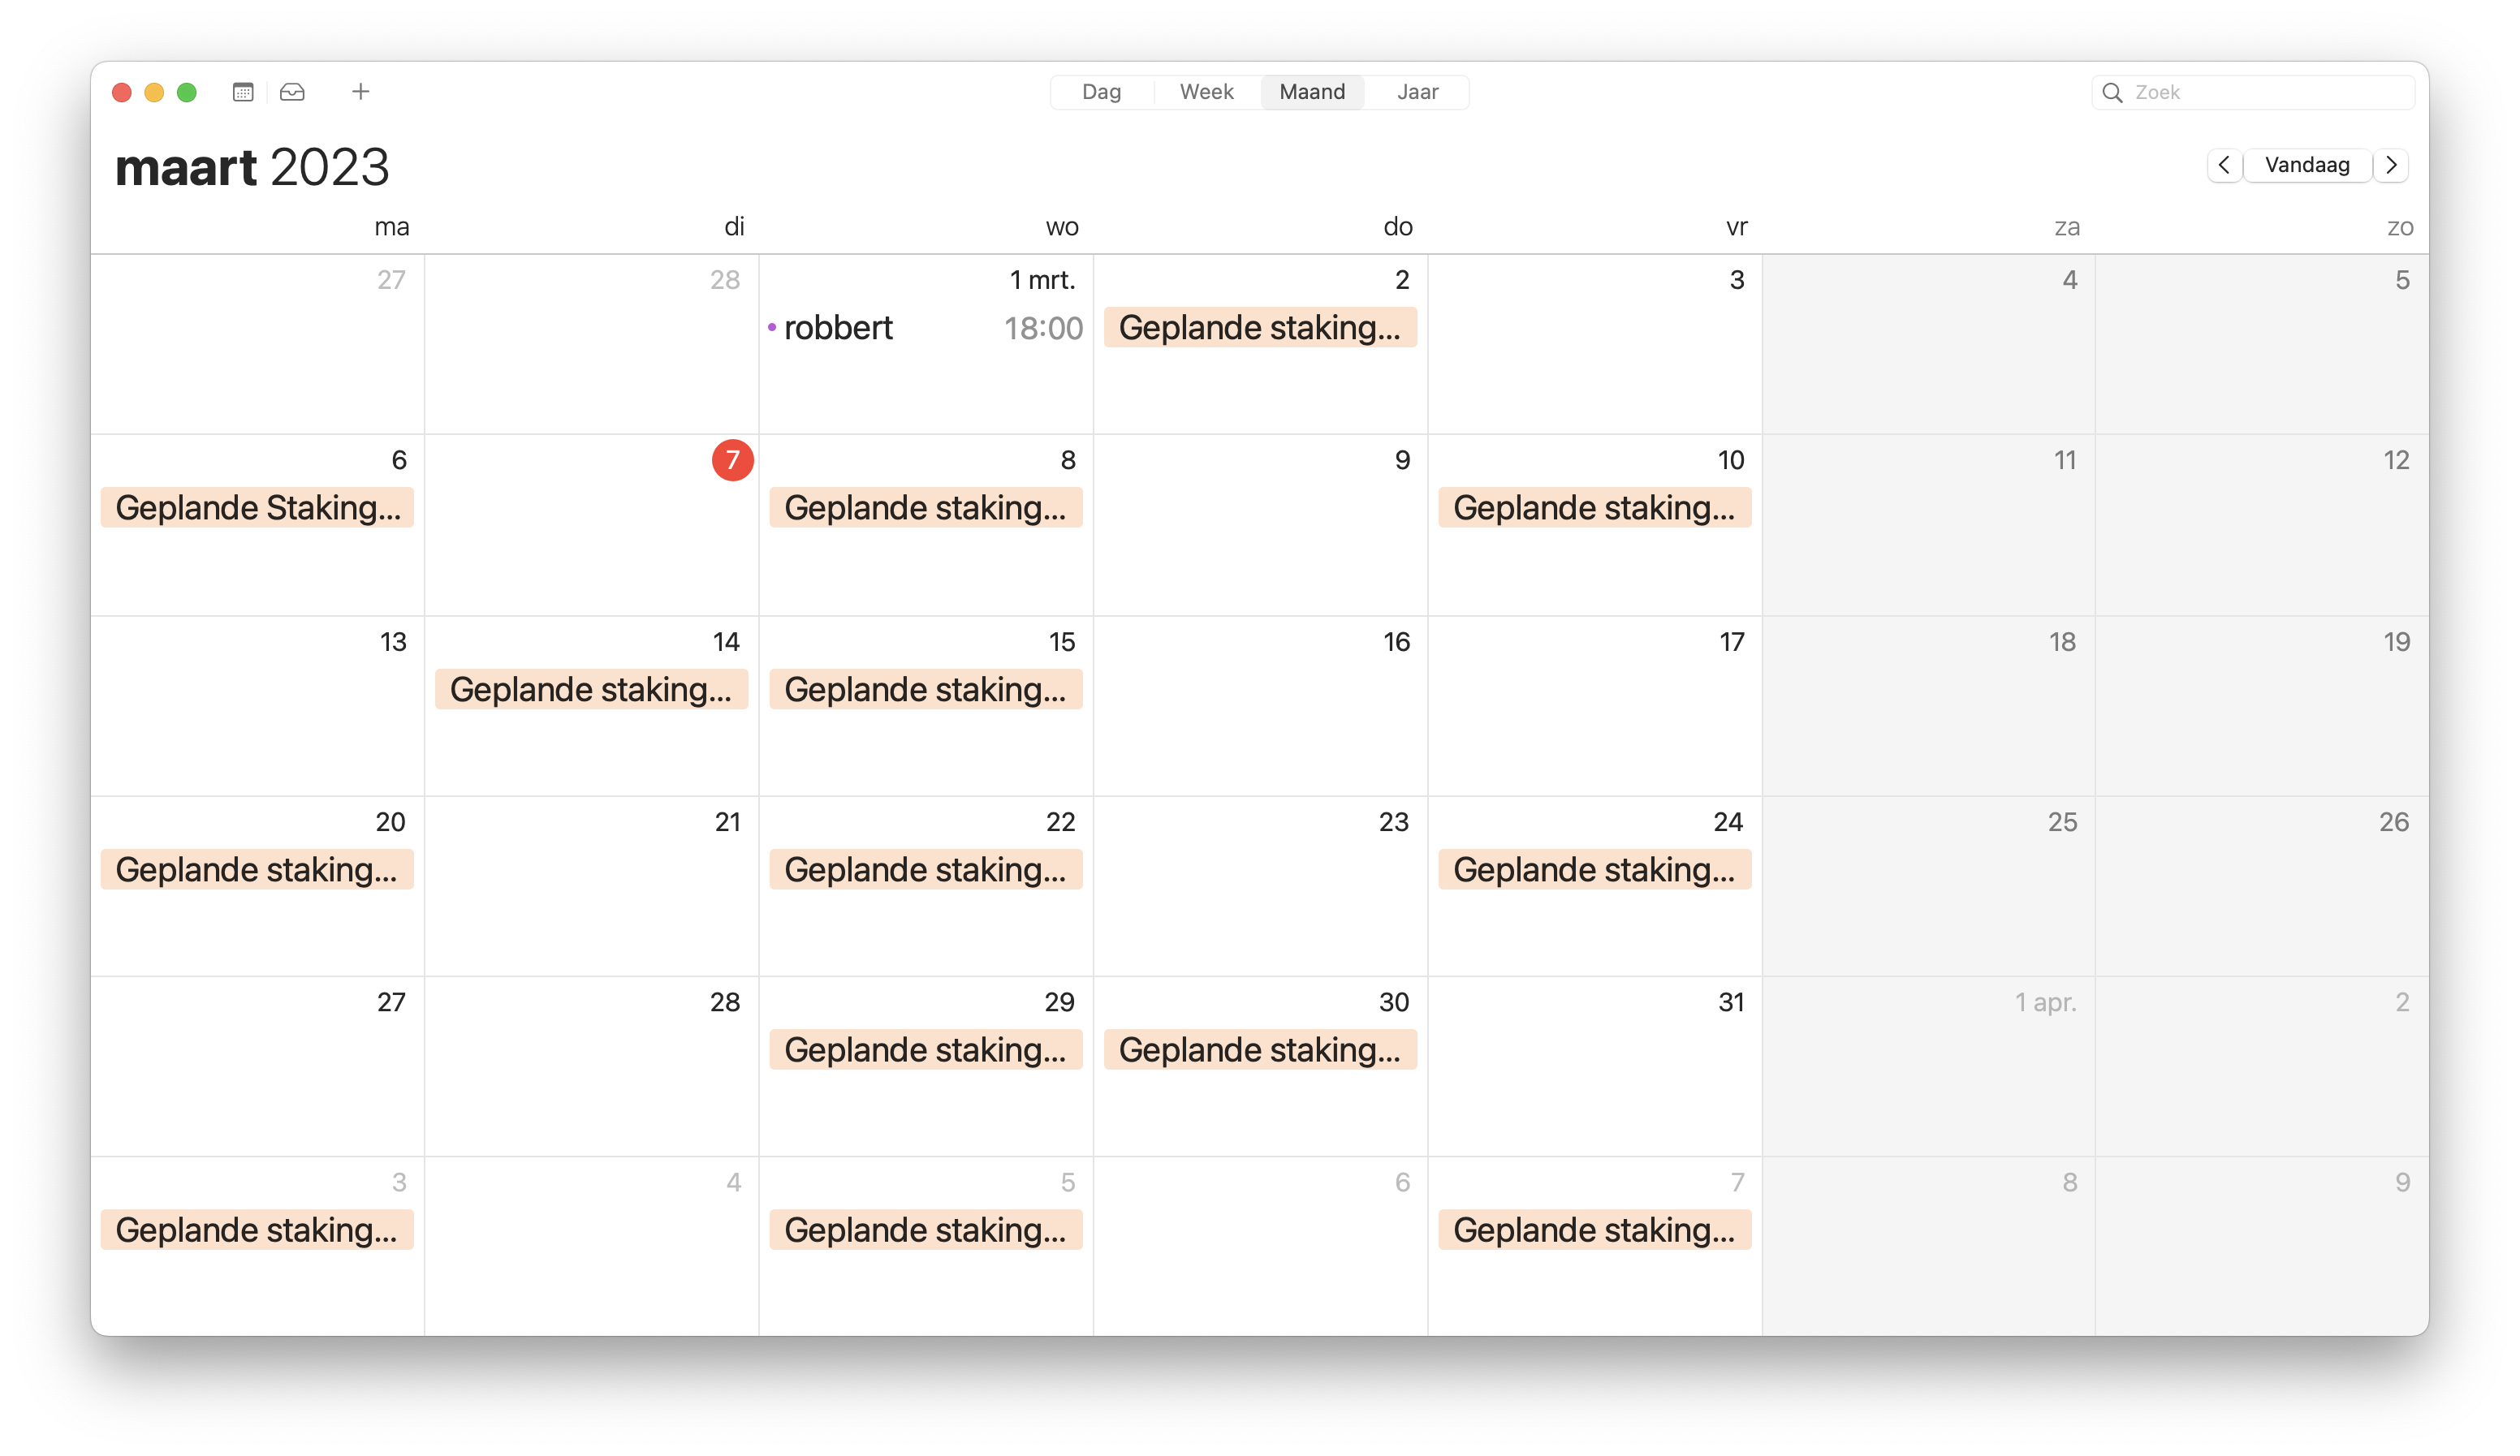 Dag Week Maand Jaar Zoek
maart 2023 Vandaag
ma di wo do vr za zo
27 28 1 mrt. 2 3 4 5
robbert 18:00 Geplande staking...
6 7 8 9 10 11 12
Geplande Staking... Geplande staking... Geplande staking...
13 14 15 16 17 18 19
Geplande staking... Geplande staking...
20 21 22 23 24 25 26
Geplande staking... Geplande staking... Geplande staking...
27 28 29 30 31 1 apr. 2
Geplande staking... Geplande staking...
3 4 5 6 7 8 9
Geplande staking... Geplande staking... Geplande staking...